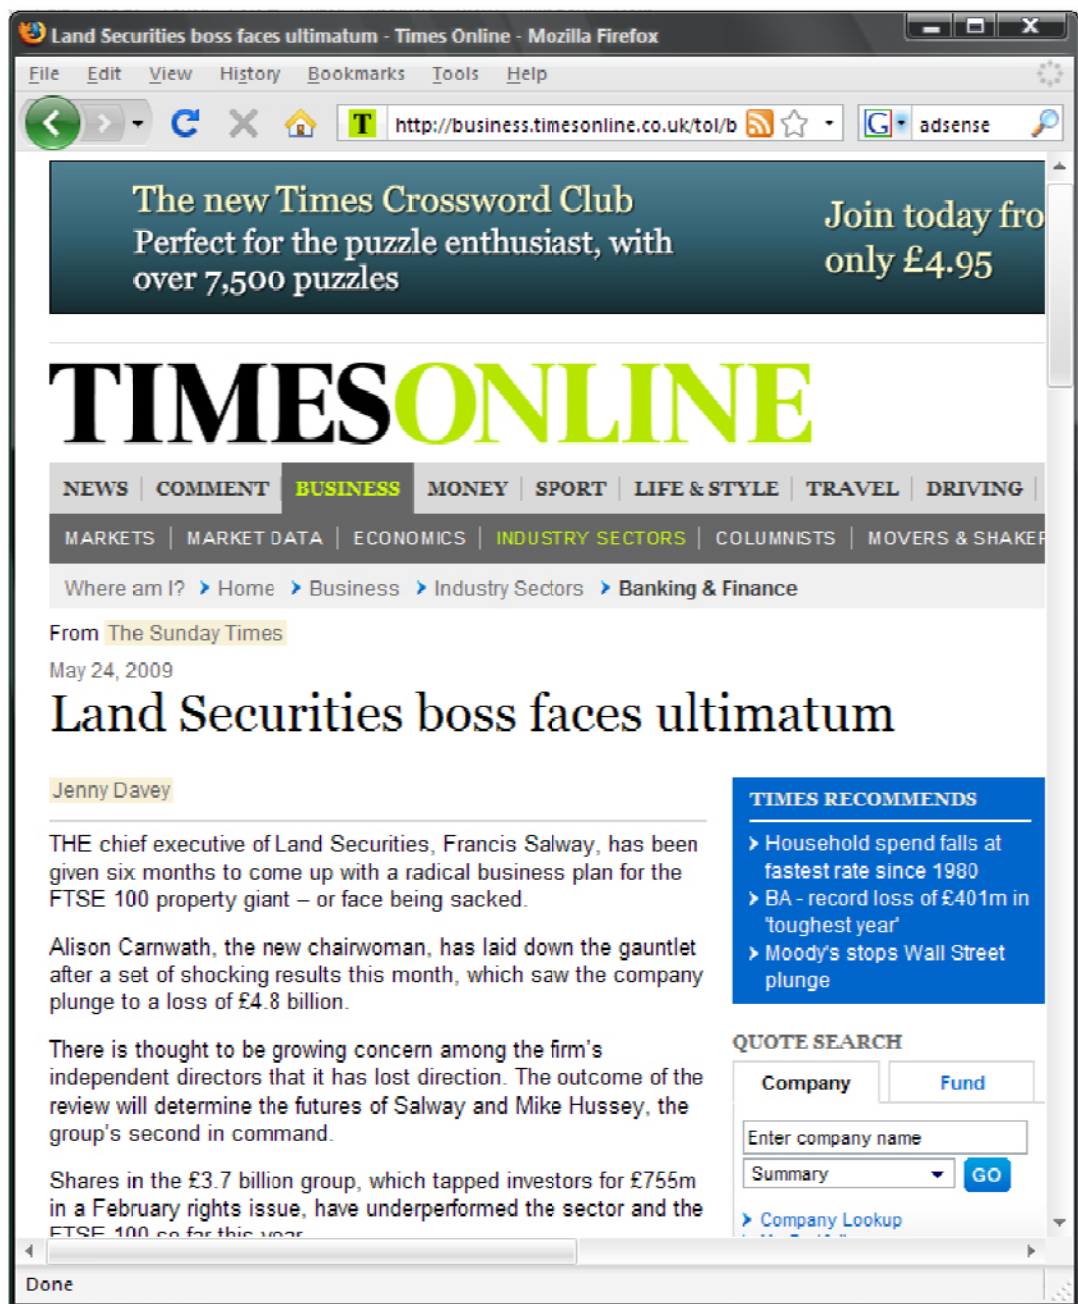 Land Securities boss faces ultimatum - Times Online - Mozilla Firefox
File Edit View History Bookmarks Tools Help
T http://business.timesonline.co.uk/tol/b G adsense
The new Times Crossword Club
Perfect for the puzzle enthusiast, with
over 7,500 puzzles
Join today fro
only £4.95
TIMESONLINE
NEWS | COMMENT BUSINESS MONEY | SPORT | LIFE & STYLE | TRAVEL | DRIVING |
MARKETS | MARKET DATA | ECONOMICS | INDUSTRY SECTORS | COLUMNISTS | MOVERS & SHAKER
Where am I? Home Business Industry Sectors Banking & Finance
From The Sunday Times
May 24, 2009
Land Securities boss faces ultimatum
Jenny Davey
THE chief executive of Land Securities, Francis Salway, has been
given six months to come up with a radical business plan for the
FTSE 100 property giant – or face being sacked.
Alison Carnwath, the new chairwoman, has laid down the gauntlet
after a set of shocking results this month, which saw the company
plunge to a loss of £4.8 billion.
There is thought to be growing concern among the firm's
independent directors that it has lost direction. The outcome of the
review will determine the futures of Salway and Mike Hussey, the
group's second in command.
Shares in the £3.7 billion group, which tapped investors for £755m
in a February rights issue, have underperformed the sector and the
FTSE 100 so far this year
TIMES RECOMMENDS
Household spend falls at
fastest rate since 1980
BA - record loss of £401m in
'toughest year'
Moody's stops Wall Street
plunge
QUOTE SEARCH
Company Fund
Enter company name
Summary GO
Company Lookup
Done